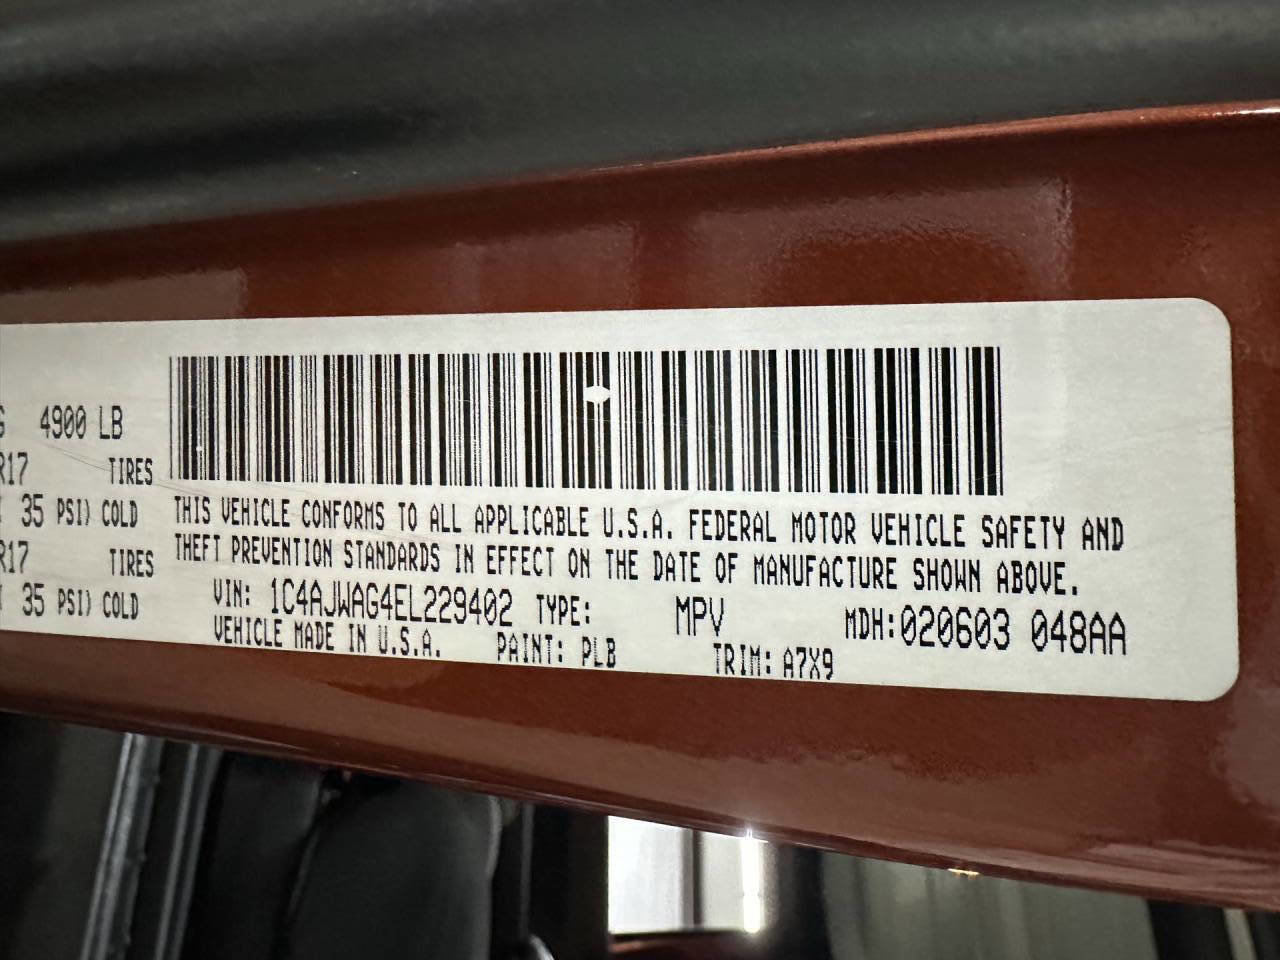 4900 LB
R17 TIRES
35 PSI) COLD
R17 TIRES
35 PSI) COLD
THIS VEHICLE CONFORMS TO ALL APPLICABLE U.S.A. FEDERAL MOTOR VEHICLE SAFETY AND
THEFT PREVENTION STANDARDS IN EFFECT ON THE DATE OF MANUFACTURE SHOWN ABOVE.
VIN: 1C4AJWAG4EL229402 TYPE: MPV MDH:020603 048AA
VEHICLE MADE IN U.S.A. PAINT: PLB TRIM: A7X9